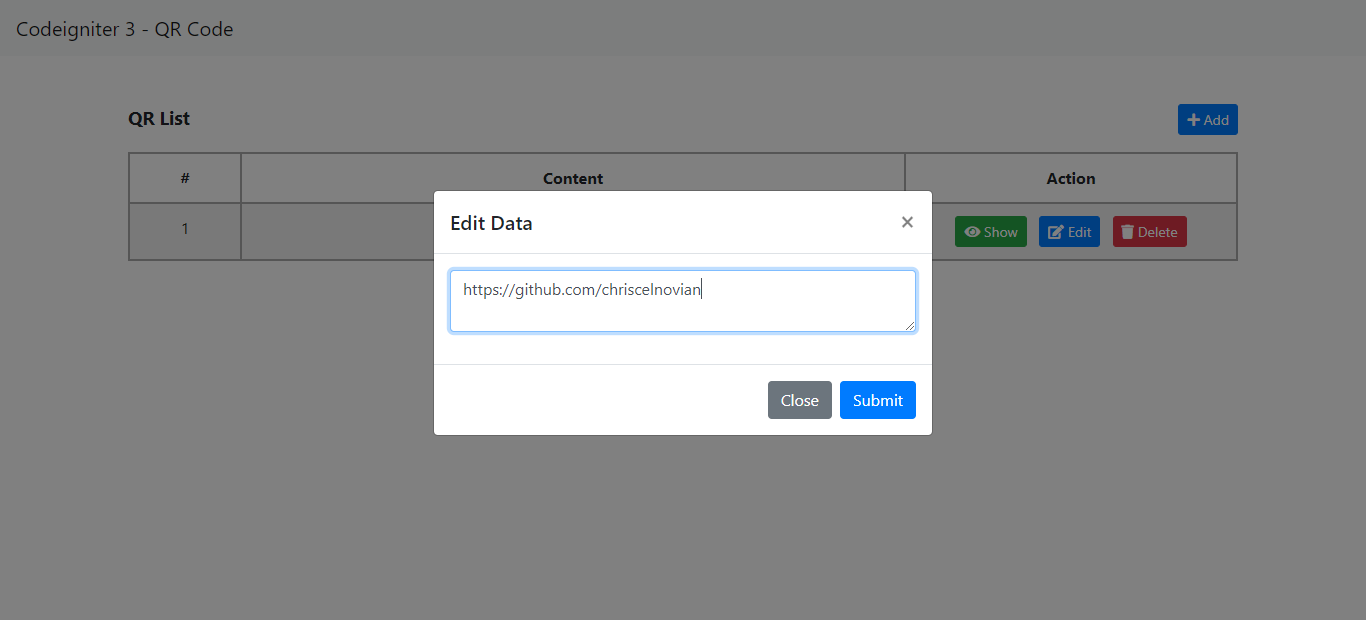 Codeigniter 3 - QR Code
QR List
Add
# Content Action
1 Show Edit Delete
Edit Data ×
https://github.com/chriscelnovian
Close Submit